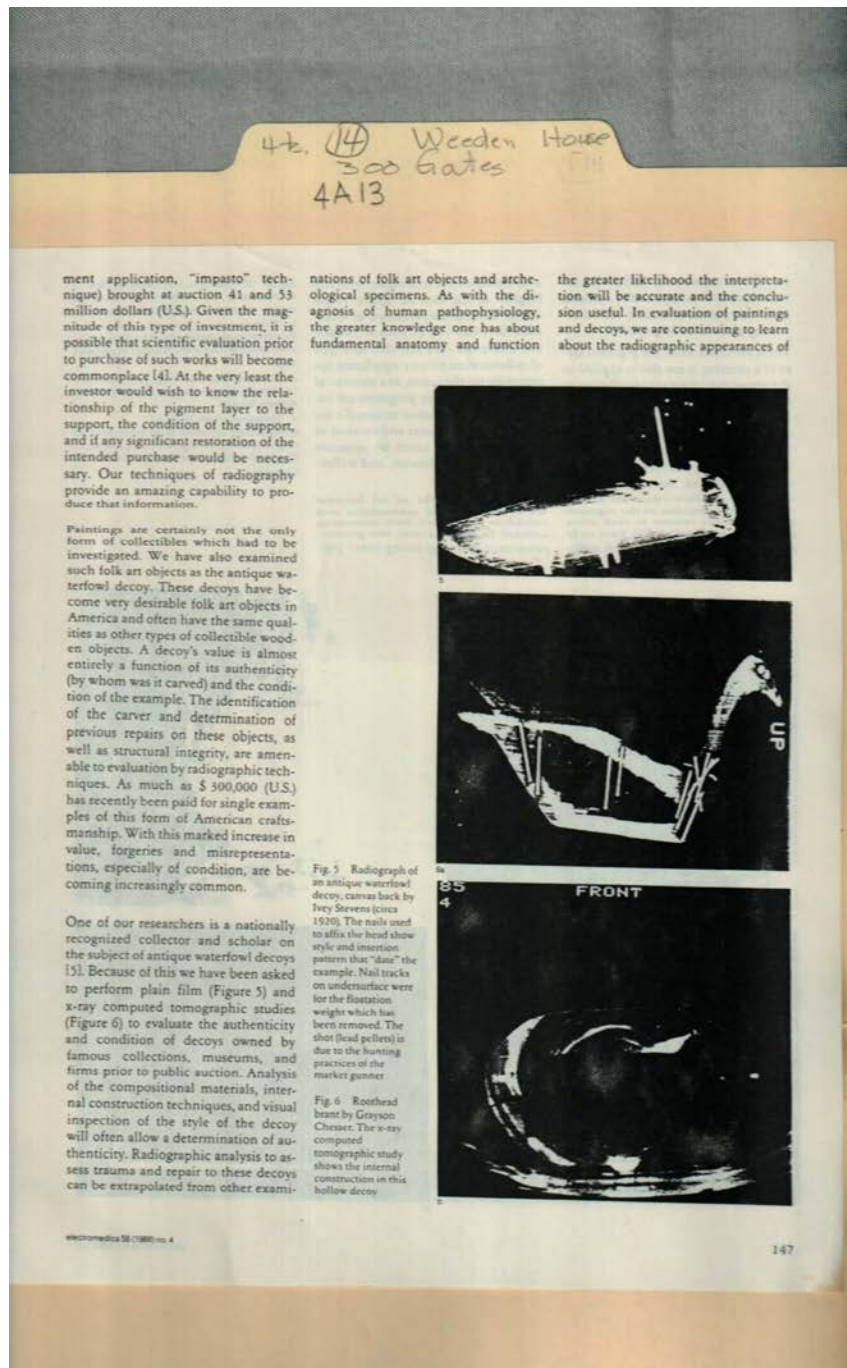 4b. 14 Weeden House
300 Gates
4A13
ment application, "impasto" tech-
nique) brought at auction 41 and 53
million dollars (U.S.). Given the mag-
nitude of this type of investment, it is
possible that scientific evaluation prior
to purchase of such works will become
commonplace [4]. At the very least the
investor would wish to know the rela-
tionship of the pigment layer to the
support, the condition of the support,
and if any significant restoration of the
intended purchase would be neces-
sary. Our techniques of radiography
provide an amazing capability to pro-
duce that information.
Paintings are certainly not the only
form of collectibles which had to be
investigated. We have also examined
such folk art objects as the antique wa-
terfowl decoy. These decoys have be-
come very desirable folk art objects in
America and often have the same qual-
ities as other types of collectible wood-
en objects. A decoy's value is almost
entirely a function of its authenticity
(by whom was it carved) and the condi-
tion of the example. The identification
of the carver and determination of
previous repairs on these objects, as
well as structural integrity, are amen-
able to evaluation by radiographic tech-
niques. As much as $ 300,000 (U.S.)
has recently been paid for single exam-
ples of this form of American crafts-
manship. With this marked increase in
value, forgeries and misrepresenta-
tions, especially of condition, are be-
coming increasingly common.
One of our researchers is a nationally
recognized collector and scholar on
the subject of antique waterfowl decoys
[5]. Because of this we have been asked
to perform plain film (Figure 5) and
x-ray computed tomographic studies
(Figure 6) to evaluate the authenticity
and condition of decoys owned by
famous collections, museums, and
firms prior to public auction. Analysis
of the compositional materials, inter-
nal construction techniques, and visual
inspection of the style of the decoy
will often allow a determination of au-
thenticity. Radiographic analysis to as-
sess trauma and repair to these decoys
can be extrapolated from other exami-
nations of folk art objects and arche-
ological specimens. As with the di-
agnosis of human pathophysiology,
the greater knowledge one has about
fundamental anatomy and function
the greater likelihood the interpreta-
tion will be accurate and the conclu-
sion useful. In evaluation of paintings
and decoys, we are continuing to learn
about the radiographic appearances of
5
UP
6a
85
4
FRONT
Fig. 5 Radiograph of
an antique waterfowl
decoy, canvas back by
Ivey Stevens (circa
1920). The nails used
to affix the head show
style and insertion
pattern that "date" the
example. Nail tracks
on undersurface were
for the floatation
weight which has
been removed. The
shot (lead pellets) is
due to the hunting
practices of the
market gunner
Fig. 6 Roothead
brant by Grayson
Chesser. The x-ray
computed
tomographic study
shows the internal
construction in this
hollow decoy
electromedica 56 (1988) no. 4
147